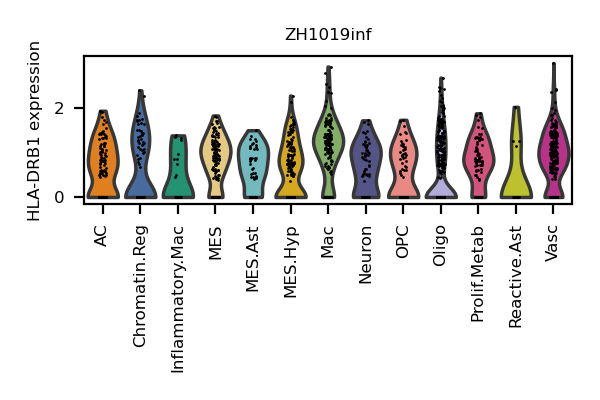 ZH1019inf
HLA-DRB1 expression
2
0
AC
Chromatin.Reg
Inflammatory.Mac
MES
MES.Ast
MES.Hyp
Mac
Neuron
OPC
Oligo
Prolif.Metab
Reactive.Ast
Vasc